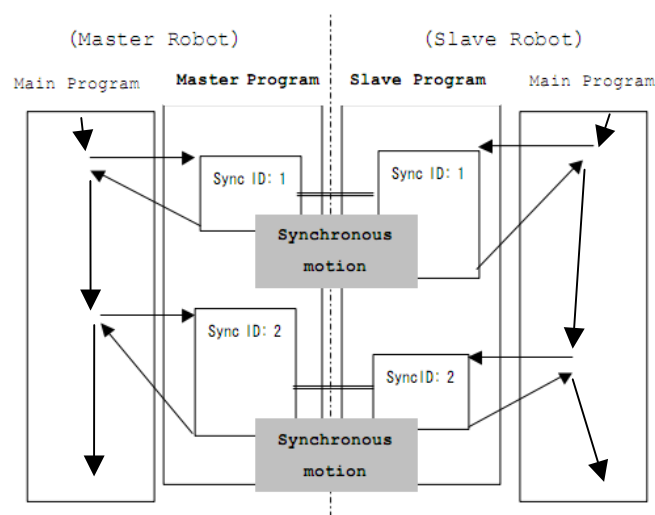 (Master Robot)
(Slave Robot)
Main Program
Master Program
Slave Program
Main Program
Sync ID: 1
Sync ID: 1
Synchronous
motion
Sync ID: 2
SyncID: 2
Synchronous
motion